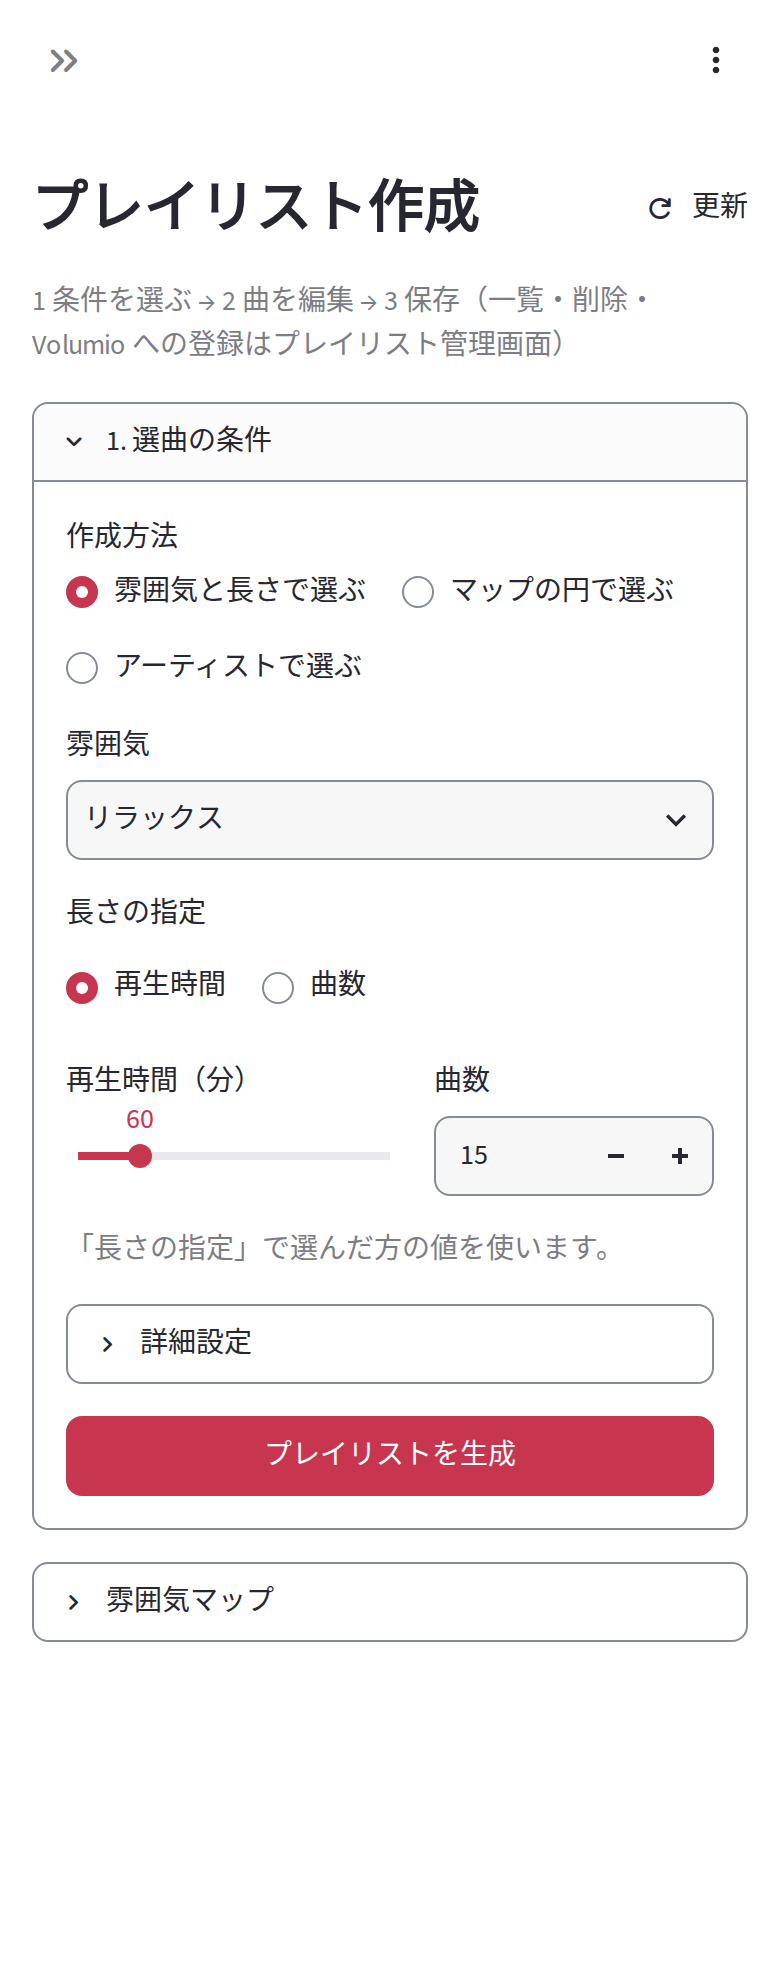 プレイリスト作成
更新
1 条件を選ぶ → 2 曲を編集 → 3 保存（一覧・削除・
Volumio への登録はプレイリスト管理画面）
1. 選曲の条件
作成方法
雰囲気と長さで選ぶ マップの円で選ぶ
アーティストで選ぶ
雰囲気
リラックス
長さの指定
再生時間 曲数
再生時間（分） 曲数
60
15
「長さの指定」で選んだ方の値を使います。
詳細設定
プレイリストを生成
雰囲気マップ